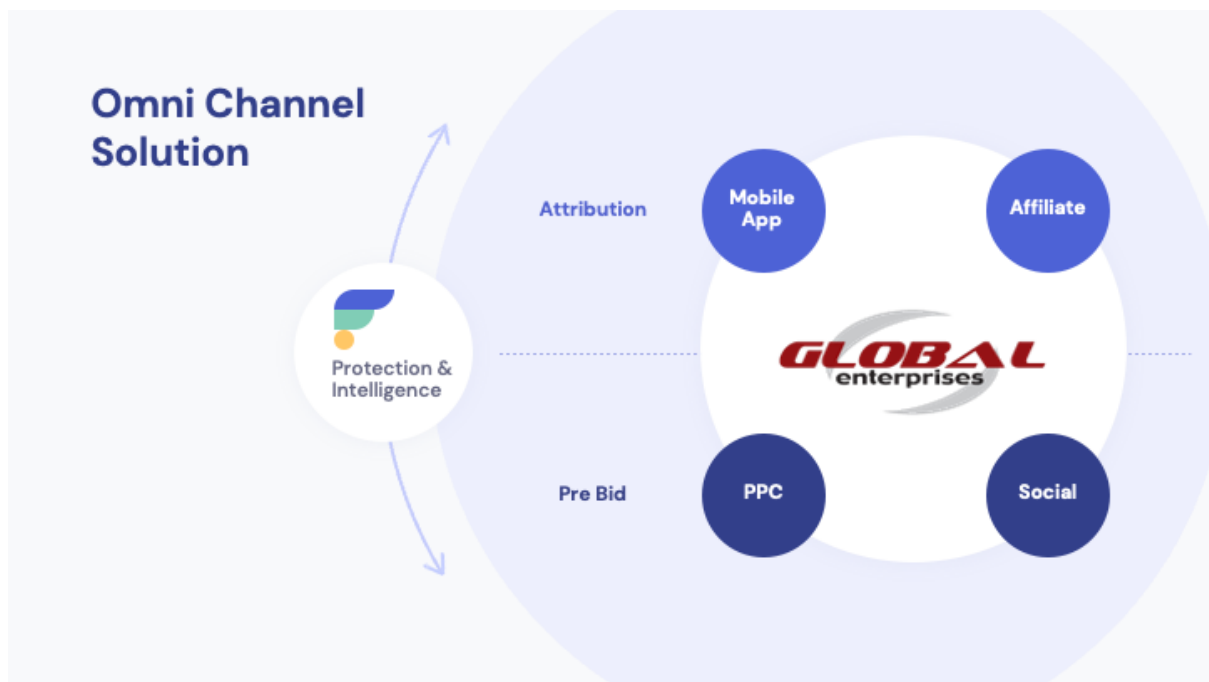 Omni Channel
Solution
Attribution
Mobile
App
Affiliate
Protection &
Intelligence
GLOBAL
enterprises
Pre Bid
PPC
Social